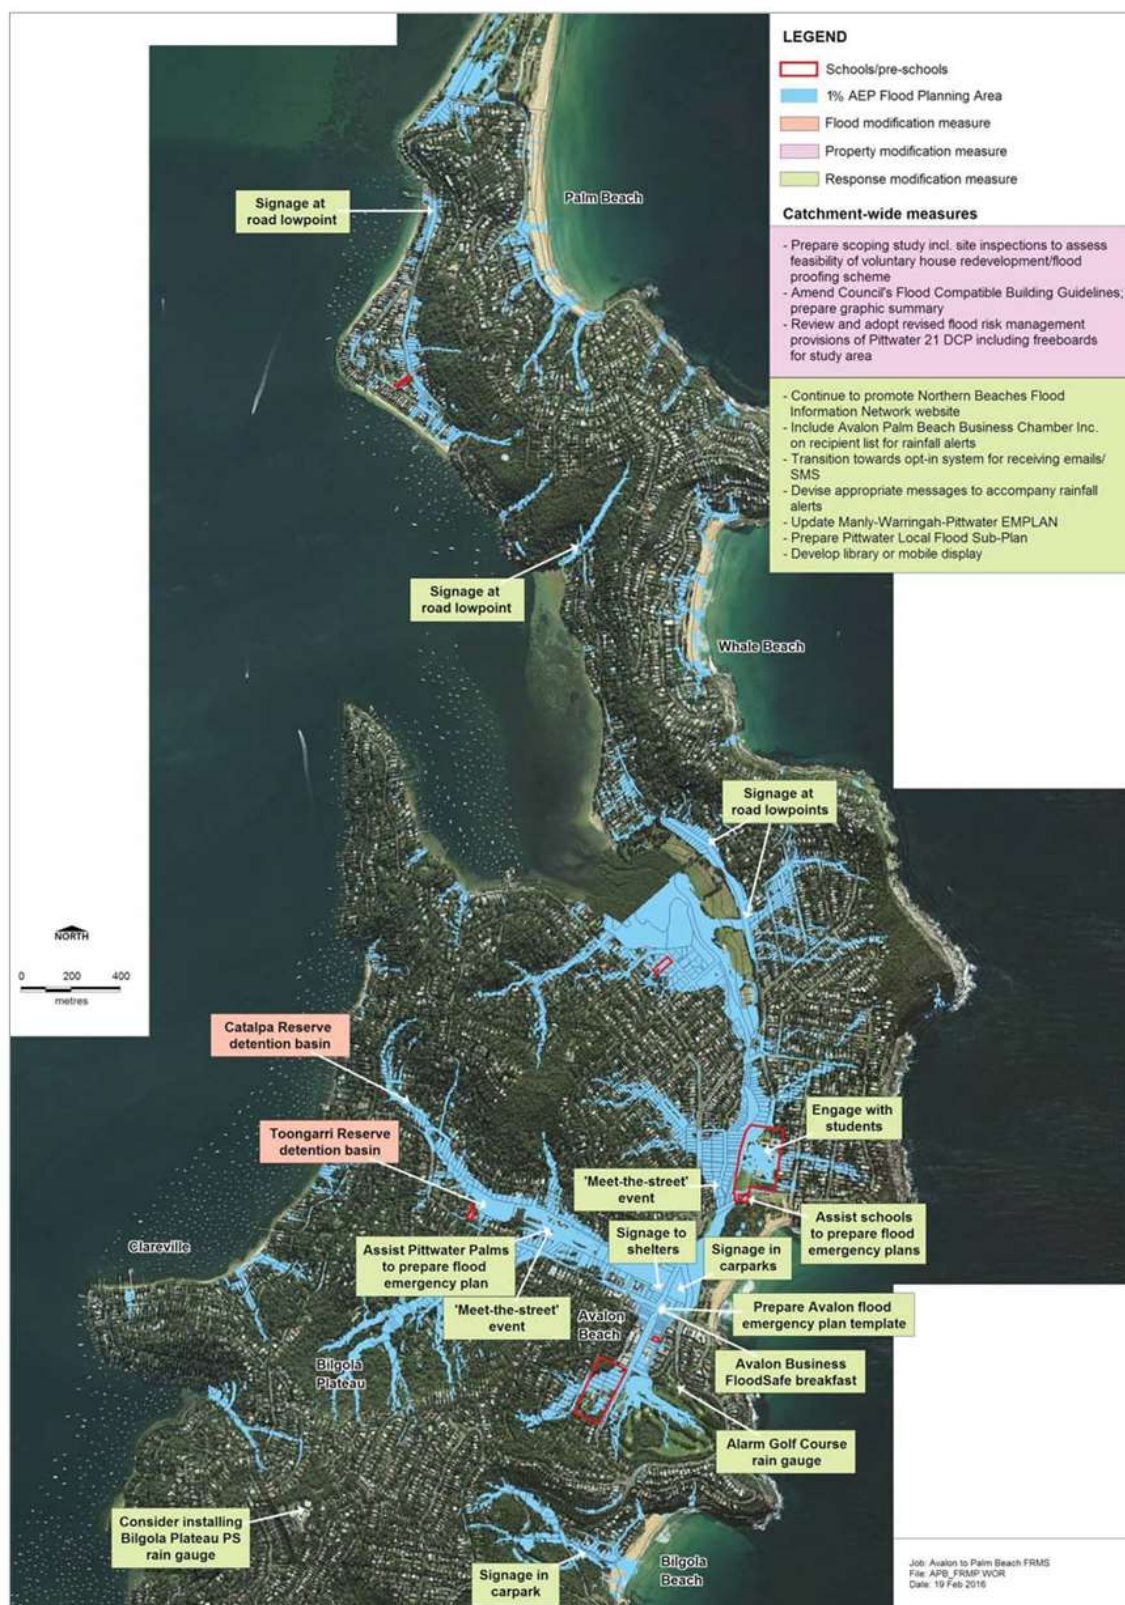 LEGEND
Schools/pre-schools
1% AEP Flood Planning Area
Flood modification measure
Property modification measure
Response modification measure
Catchment-wide measures
- Prepare scoping study incl. site inspections to assess
feasibility of voluntary house redevelopment/flood
proofing scheme
- Amend Council's Flood Compatible Building Guidelines;
prepare graphic summary
- Review and adopt revised flood risk management
provisions of Pittwater 21 DCP including freeboards
for study area
- Continue to promote Northern Beaches Flood
Information Network website
- Include Avalon Palm Beach Business Chamber Inc.
on recipient list for rainfall alerts
- Transition towards opt-in system for receiving emails/
SMS
- Devise appropriate messages to accompany rainfall
alerts
- Update Manly-Warringah-Pittwater EMPLAN
- Prepare Pittwater Local Flood Sub-Plan
- Develop library or mobile display
Palm Beach
Signage at
road lowpoint
Signage at
road lowpoint
Whale Beach
Signage at
road lowpoints
NORTH
0 200 400
metres
Catalpa Reserve
detention basin
Toongarri Reserve
detention basin
Engage with
students
'Meet-the-street'
event
Assist schools
to prepare flood
emergency plans
Signage to
shelters
Signage in
carparks
Clareville
Assist Pittwater Palms
to prepare flood
emergency plan
'Meet-the-street'
event
Avalon
Beach
Prepare Avalon flood
emergency plan template
Avalon Business
FloodSafe breakfast
Bilgola
Plateau
Alarm Golf Course
rain gauge
Consider installing
Bilgola Plateau PS
rain gauge
Signage in
carpark
Bilgola
Beach
Job: Avalon to Palm Beach FRMS
File: APB_FRMP.WOR
Date: 19 Feb 2016